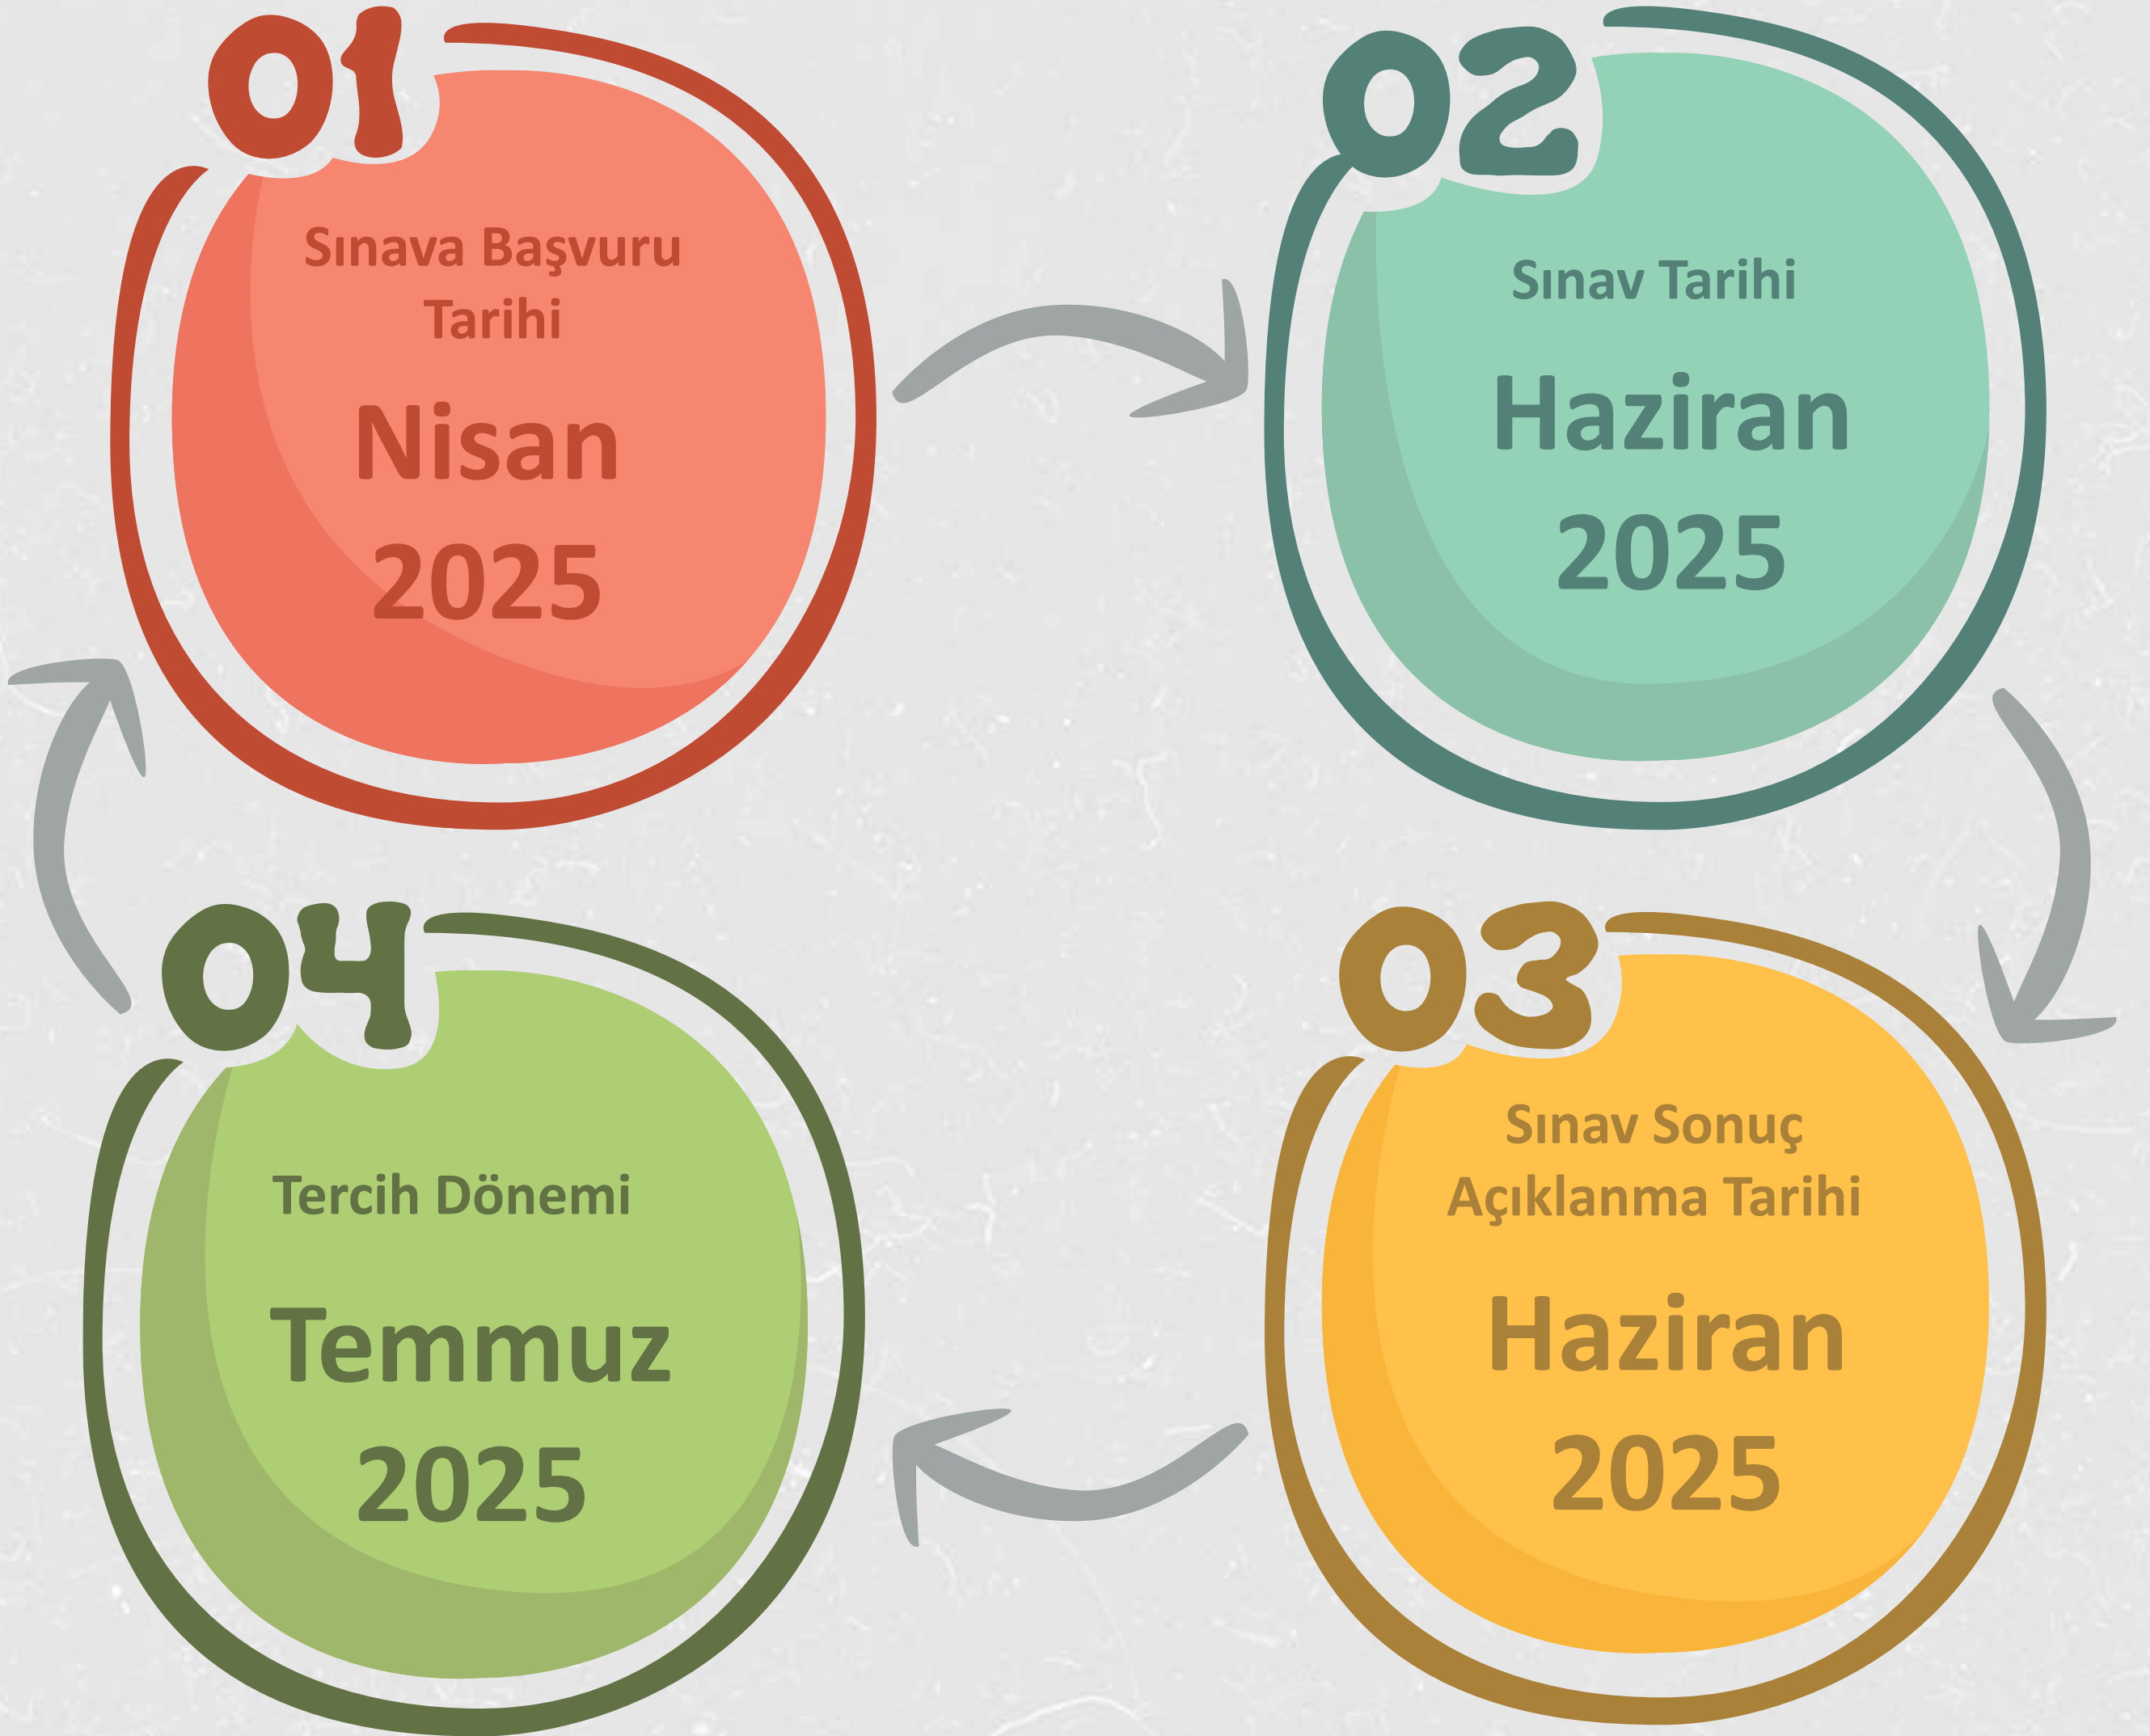 01
Sınava Başvuru
Tarihi
Nisan
2025
02
Sınav Tarihi
Haziran
2025
03
Sınav Sonuç
Açıklanma Tarihi
Haziran
2025
04
Tercih Dönemi
Temmuz
2025